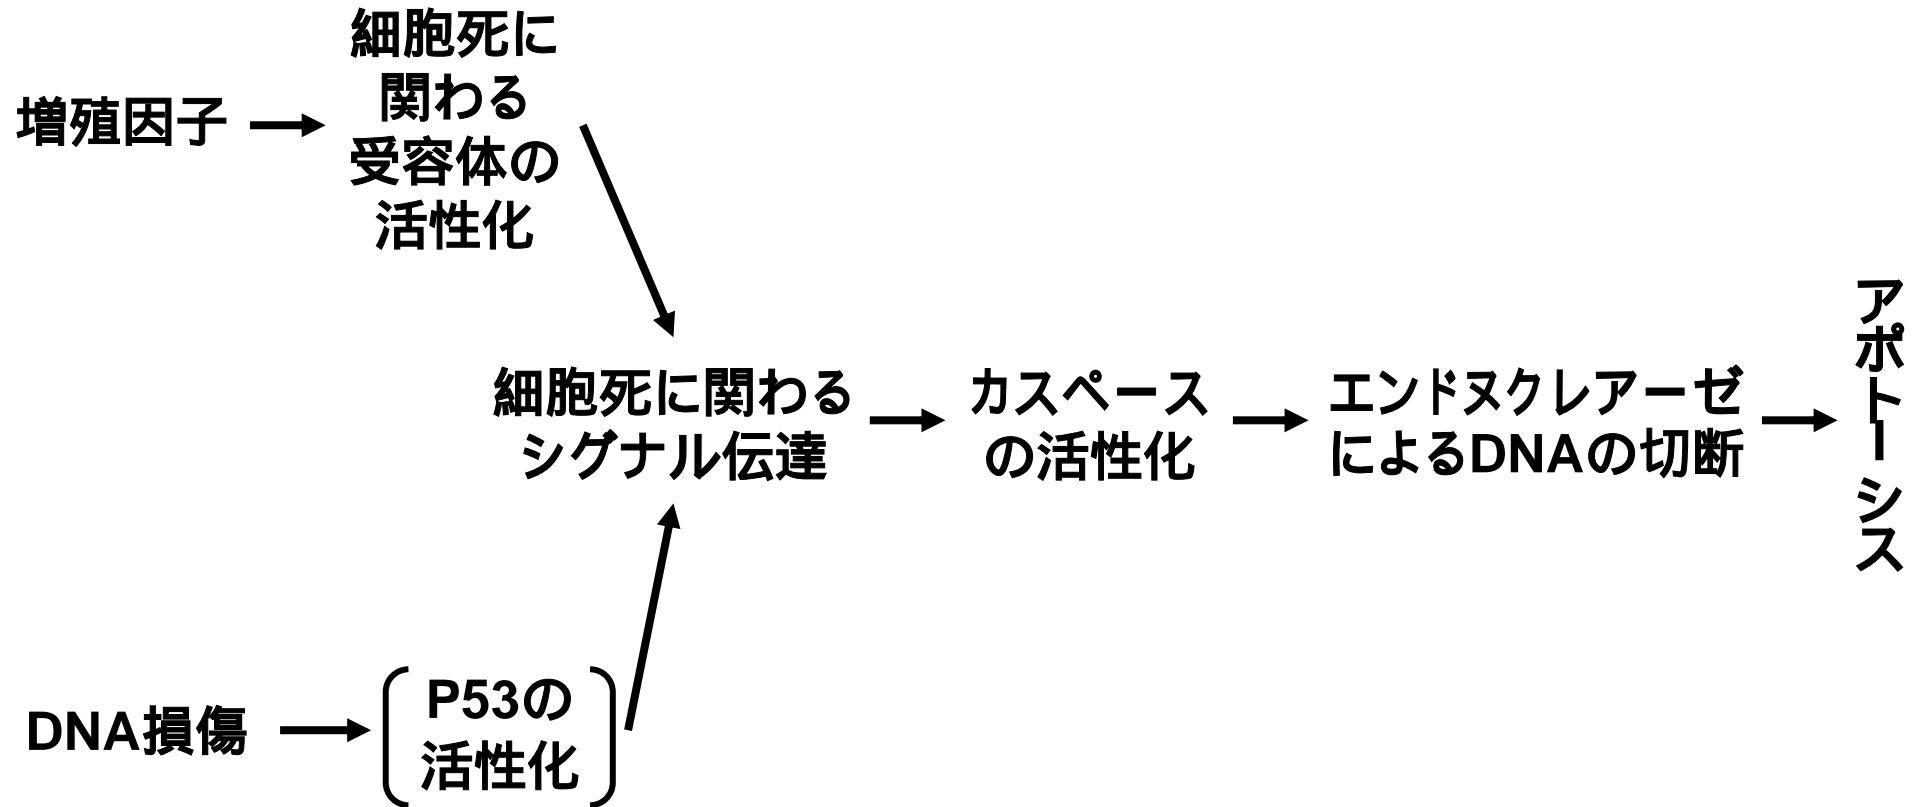 増殖因子
細胞死に
関わる
受容体の
活性化
細胞死に関わる
シグナル伝達
カスペース
の活性化
エンドヌクレアーゼ
によるDNAの切断
アポトーシス
DNA損傷
P53の
活性化